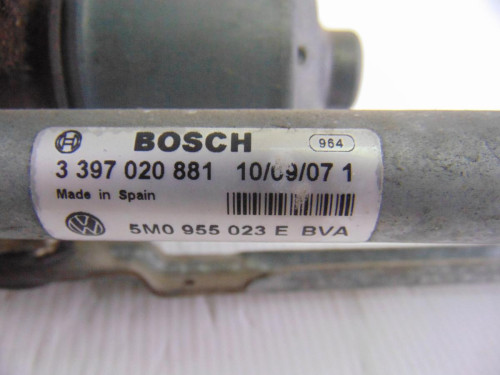 BOSCH 964
3 397 020 881 10/09/07 1
Made in Spain
5M0 955 023 E BVA